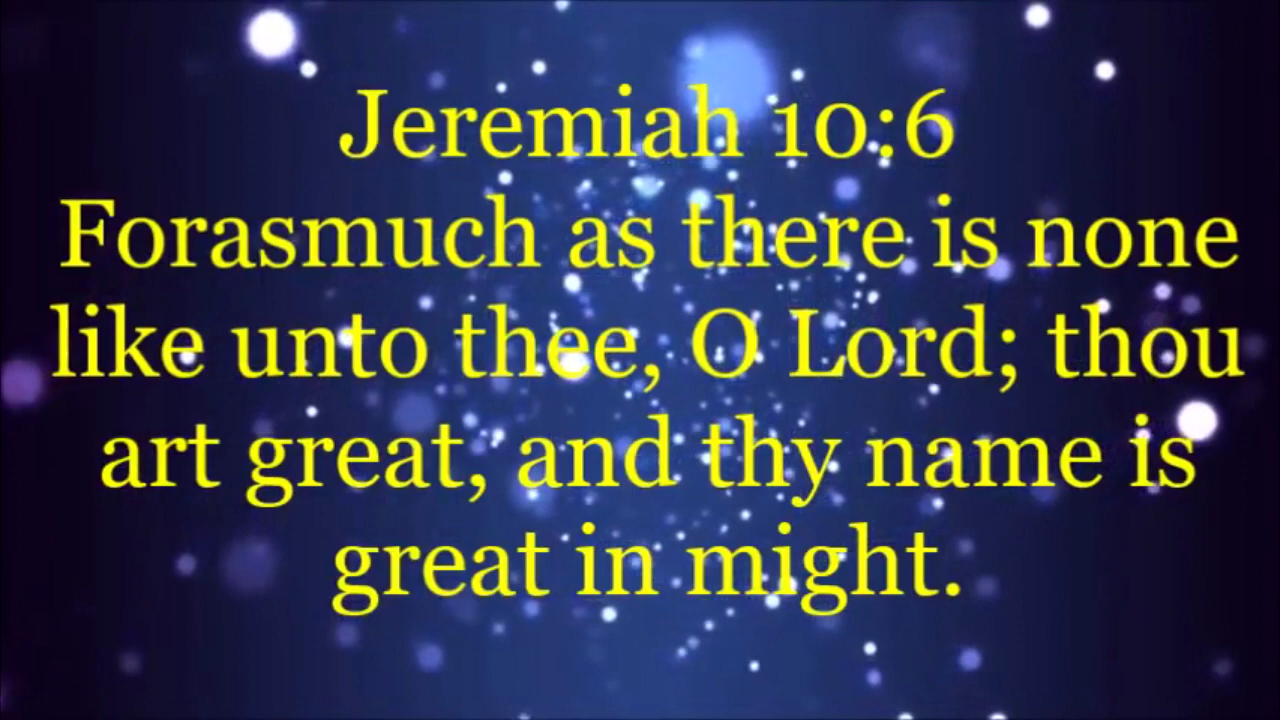 Jeremiah 10:6
Forasmuch as there is none
like unto thee, O Lord; thou
art great, and thy name is
great in might.